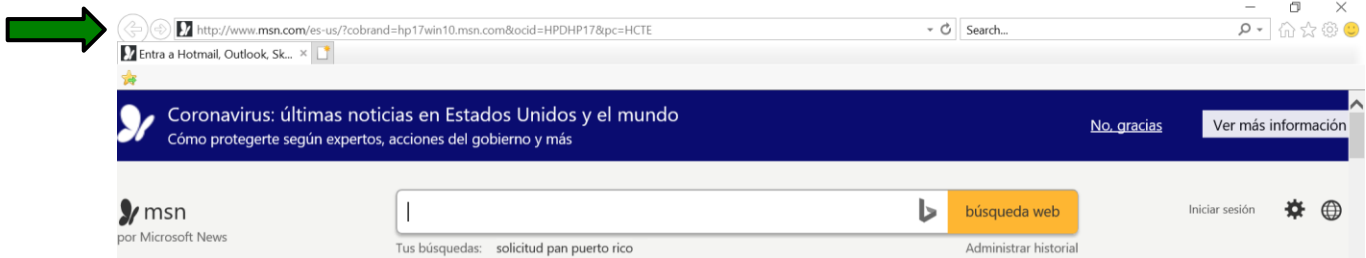 http://www.msn.com/es-us/?cobrand=hp17win10.msn.com&ocid=HPDHP17&pc=HCTE
Search...
Entra a Hotmail, Outlook, Sk...
Coronavirus: últimas noticias en Estados Unidos y el mundo
Cómo protegerte según expertos, acciones del gobierno y más
No, gracias
Ver más información
msn
por Microsoft News
búsqueda web
Iniciar sesión
Tus búsquedas: solicitud pan puerto rico
Administrar historial